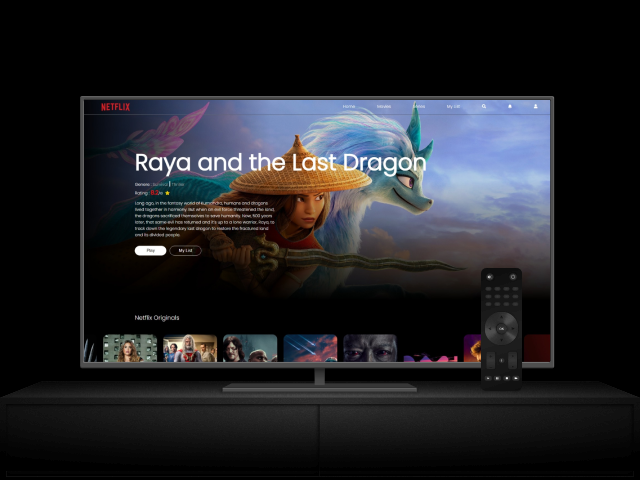 NETFLIX
Home
My List
Raya and the Last Dragon
Genere :
Rating :
Long ago, in the fantasy world of Kumandra, humans and dragons
lived together in harmony. But when an evil force threatened the land,
the dragons sacrificed themselves to save humanity. Now, 500 years
later, that same evil has returned and it's up to a lone warrior, Raya, to
track down the legendary last dragon to restore the fractured land
and its divided people.
Play
My List
Netflix Originals